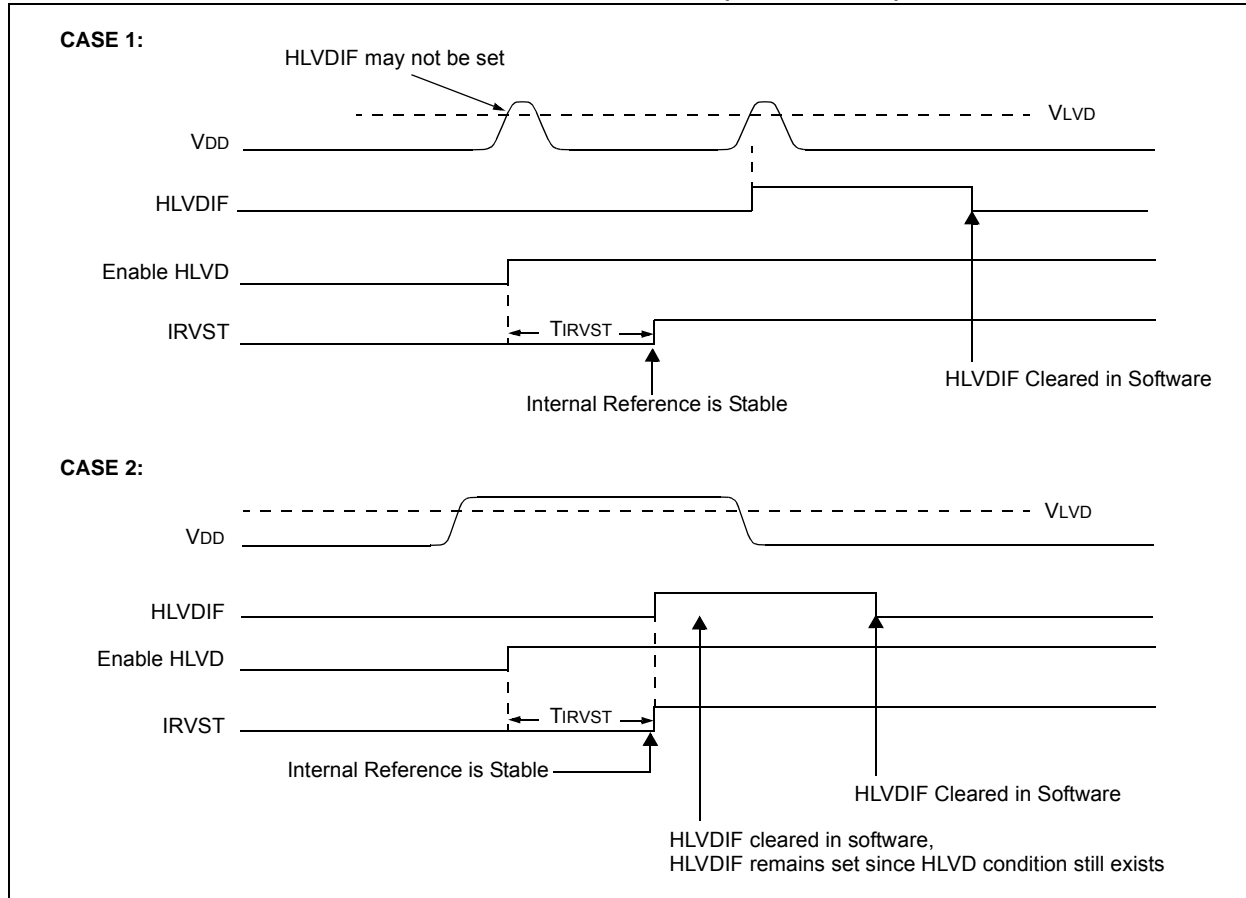 CASE 1:
HLVDIF may not be set
VLVD
VDD
HLVDIF
Enable HLVD
IRVST
TIRVST
HLVDIF Cleared in Software
Internal Reference is Stable
CASE 2:
VLVD
VDD
HLVDIF
Enable HLVD
TIRVST
IRVST
Internal Reference is Stable
HLVDIF Cleared in Software
HLVDIF cleared in software,
HLVDIF remains set since HLVD condition still exists